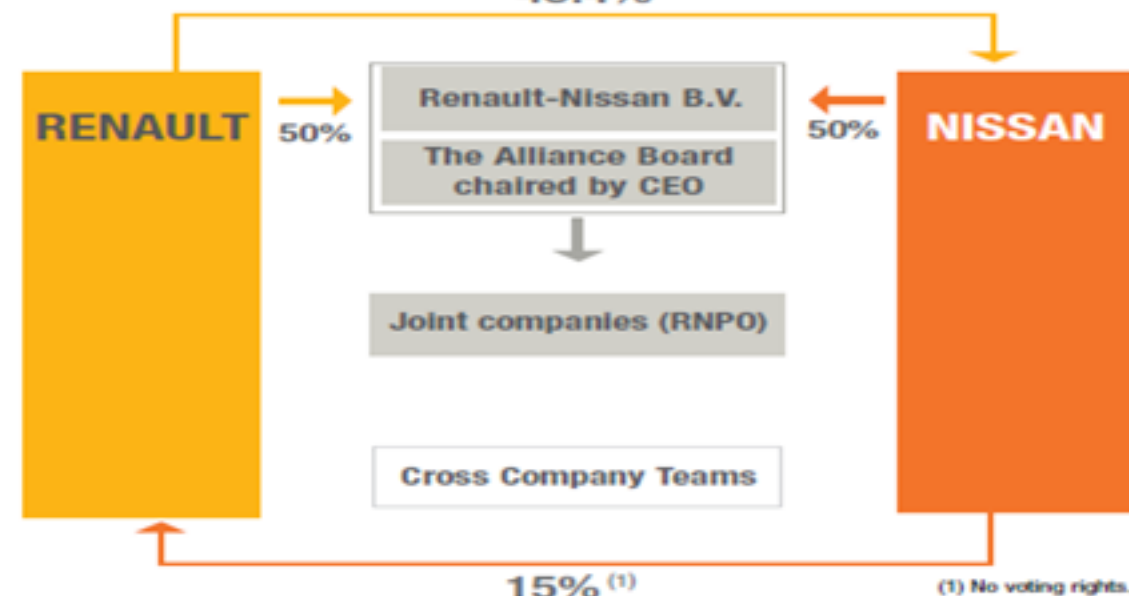 RENAULT
50%
Renault-Nissan B.V.
The Alliance Board
chaired by CEO
50%
NISSAN
Joint companies (RNPO)
Cross Company Teams
15% (1)
(1) No voting rights.